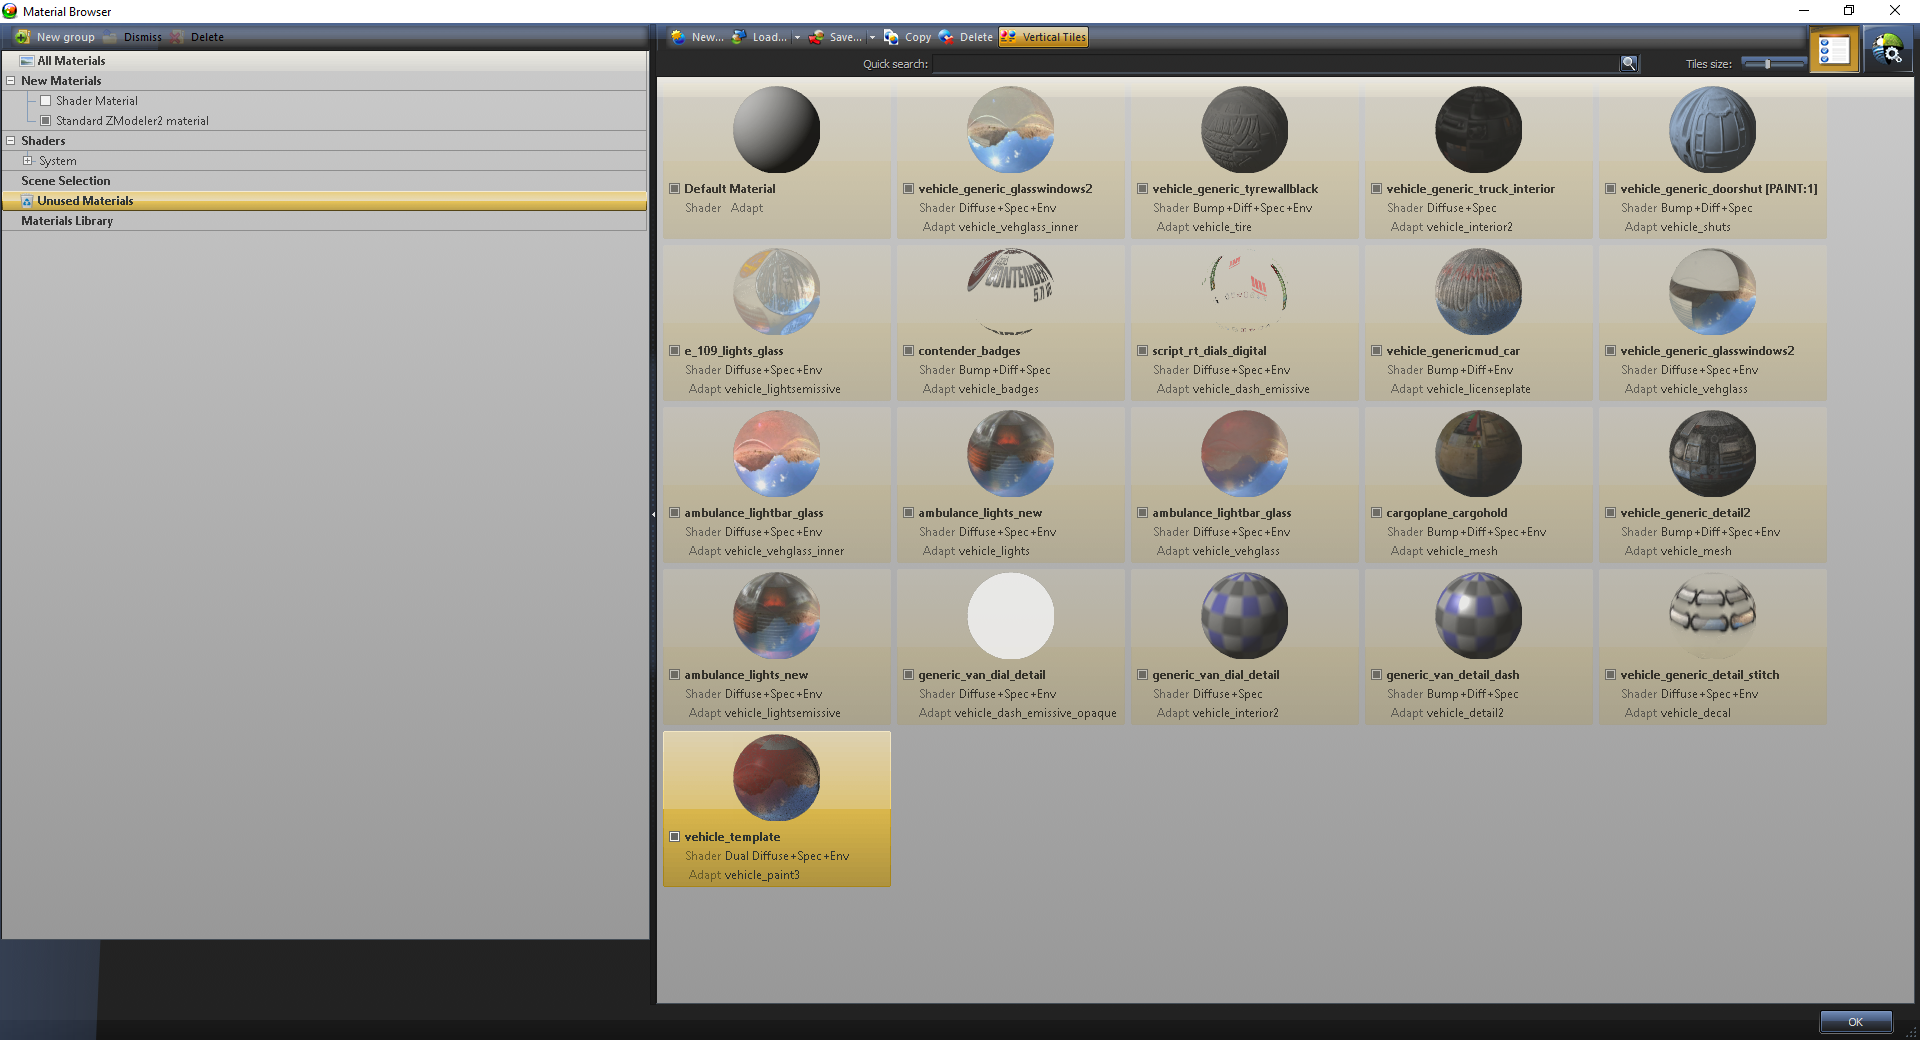 Material Browser
New group Dismiss Delete
New... Load... Save... Copy Delete Vertical Tiles
Quick search: Tiles size:
All Materials
New Materials
Shader Material
Standard ZModeler2 material
Shaders
System
Scene Selection
Unused Materials
Materials Library
Default Material
Shader Adapt
vehicle_generic_glasswindows2
Shader Diffuse+Spec+Env
Adapt vehicle_vehglass_inner
vehicle_generic_tyrewallblack
Shader Bump+Diff+Spec+Env
Adapt vehicle_tire
vehicle_generic_truck_interior
Shader Diffuse+Spec
Adapt vehicle_interior2
vehicle_generic_doorshut [PAINT:1]
Shader Bump+Diff+Spec
Adapt vehicle_shuts
e_109_lights_glass
Shader Diffuse+Spec+Env
Adapt vehicle_lightsemissive
CONTENDER
contender_badges
Shader Bump+Diff+Spec
Adapt vehicle_badges
script_rt_dials_digital
Shader Diffuse+Spec+Env
Adapt vehicle_dash_emissive
vehicle_genericmud_car
Shader Bump+Diff+Env
Adapt vehicle_licenseplate
vehicle_generic_glasswindows2
Shader Diffuse+Spec+Env
Adapt vehicle_vehglass
ambulance_lightbar_glass
Shader Diffuse+Spec+Env
Adapt vehicle_vehglass_inner
ambulance_lights_new
Shader Diffuse+Spec+Env
Adapt vehicle_lights
ambulance_lightbar_glass
Shader Diffuse+Spec+Env
Adapt vehicle_vehglass
cargoplane_cargohold
Shader Bump+Diff+Spec+Env
Adapt vehicle_mesh
vehicle_generic_detail2
Shader Bump+Diff+Spec+Env
Adapt vehicle_mesh
ambulance_lights_new
Shader Diffuse+Spec+Env
Adapt vehicle_lightsemissive
generic_van_dial_detail
Shader Diffuse+Spec+Env
Adapt vehicle_dash_emissive_opaque
generic_van_dial_detail
Shader Diffuse+Spec
Adapt vehicle_interior2
generic_van_detail_dash
Shader Bump+Diff+Spec
Adapt vehicle_detail2
vehicle_generic_detail_stitch
Shader Diffuse+Spec+Env
Adapt vehicle_decal
vehicle_template
Shader Dual Diffuse+Spec+Env
Adapt vehicle_paint3
OK